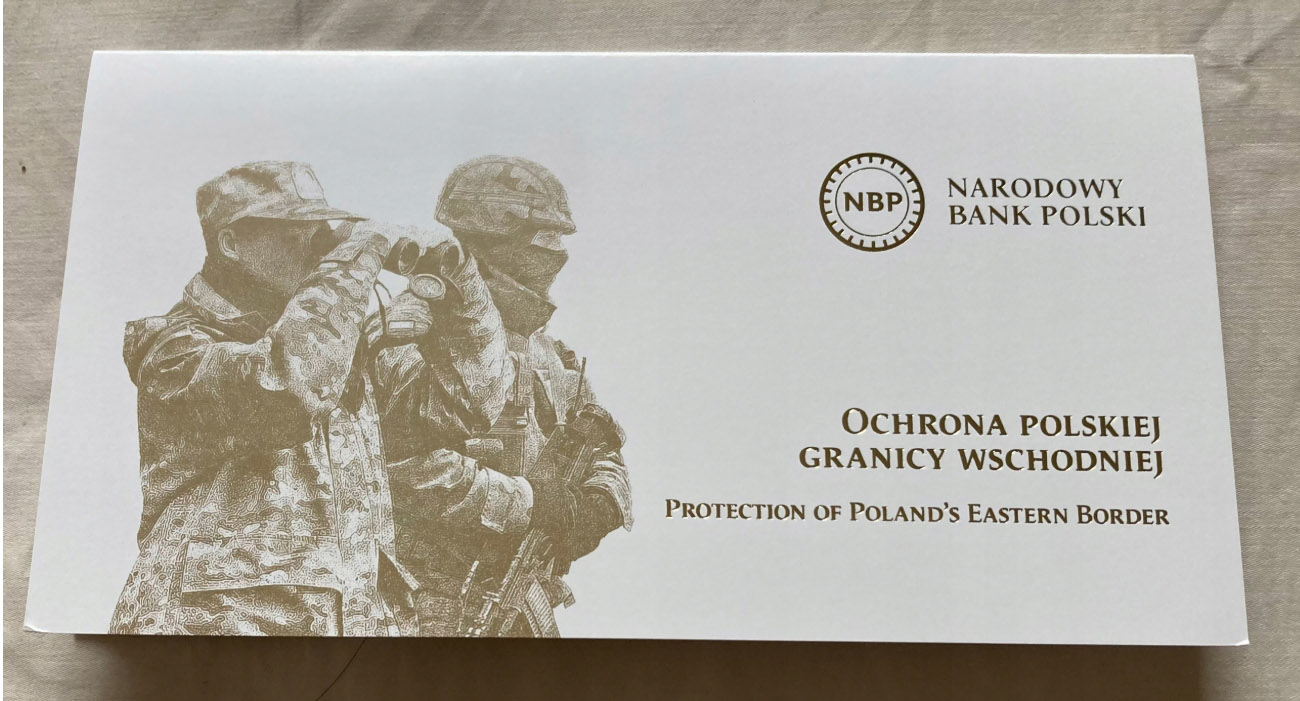 NBP
NARODOWY
BANK POLSKI
OCHRONA POLSKIEJ
GRANICY WSCHODNIEJ
PROTECTION OF POLAND'S EASTERN BORDER